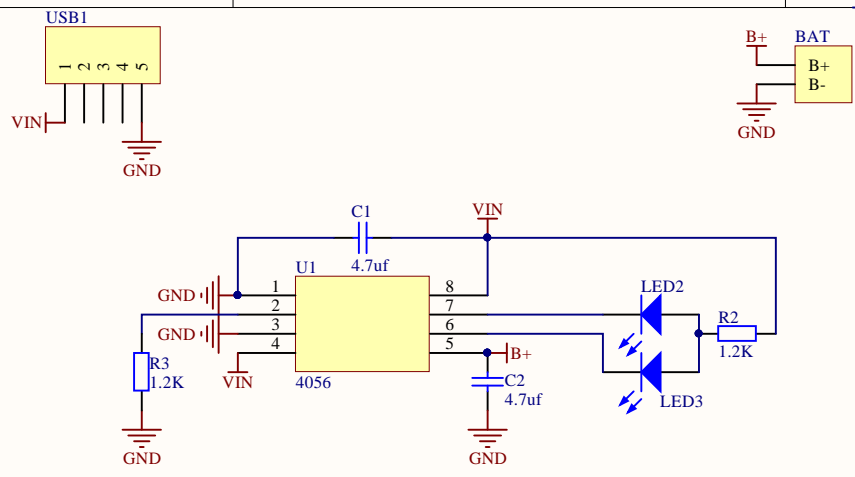 USB1
1
2
3
4
5
VIN
GND
B+
BAT
B+
B-
GND
C1
4.7uf
VIN
U1
GND
1
2
GND
3
4
VIN
8
7
6
5
4056
B+
C2
4.7uf
GND
R3
1.2K
GND
LED2
R2
1.2K
LED3